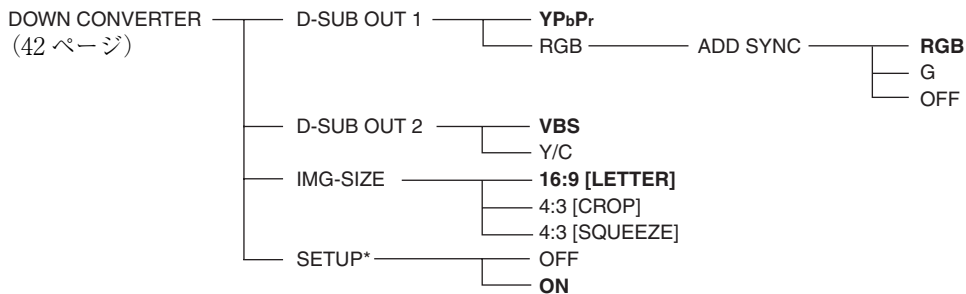 DOWN CONVERTER D-SUB OUT 1 YPbPr
(42 ページ) RGB ADD SYNC RGB
G
OFF
D-SUB OUT 2 VBS
Y/C
IMG-SIZE 16:9 [LETTER]
4:3 [CROP]
4:3 [SQUEEZE]
SETUP* OFF
ON